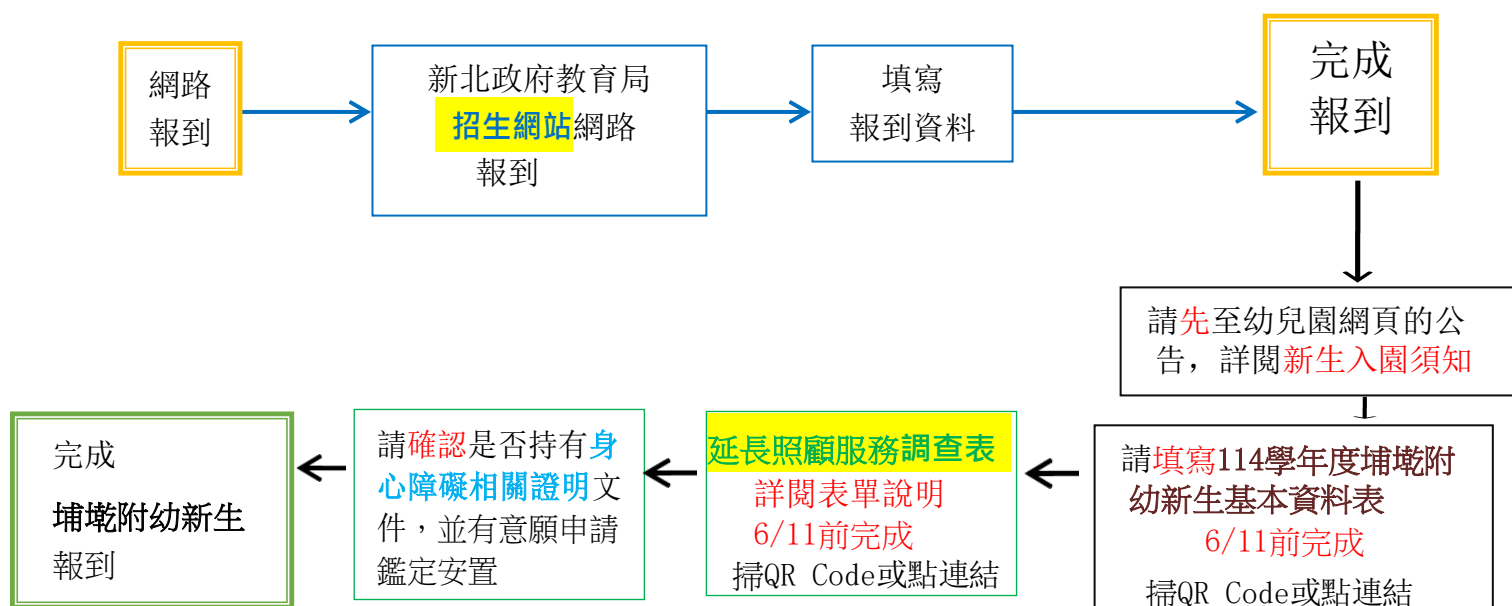 網路
報到
新北政府教育局
招生網站網路
報到
填寫
報到資料
完成
報到
請先至幼兒園網頁的公
告，詳閱新生入園須知
請填寫114學年度埔墘附
幼新生基本資料表
6/11前完成
掃QR Code或點連結
延長照顧服務調查表
詳閱表單說明
6/11前完成
掃QR Code或點連結
請確認是否持有身
心障礙相關證明文
件，並有意願申請
鑑定安置
完成
埔墘附幼新生
報到